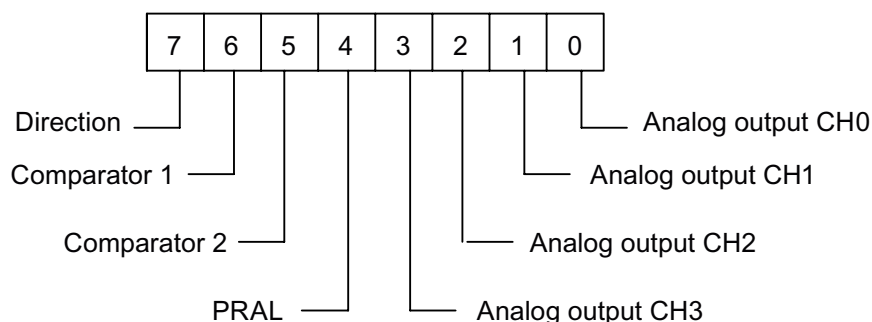 7 6 5 4 3 2 1 0
Direction Analog output CH0
Comparator 1 Analog output CH1
Comparator 2 Analog output CH2
PRAL Analog output CH3